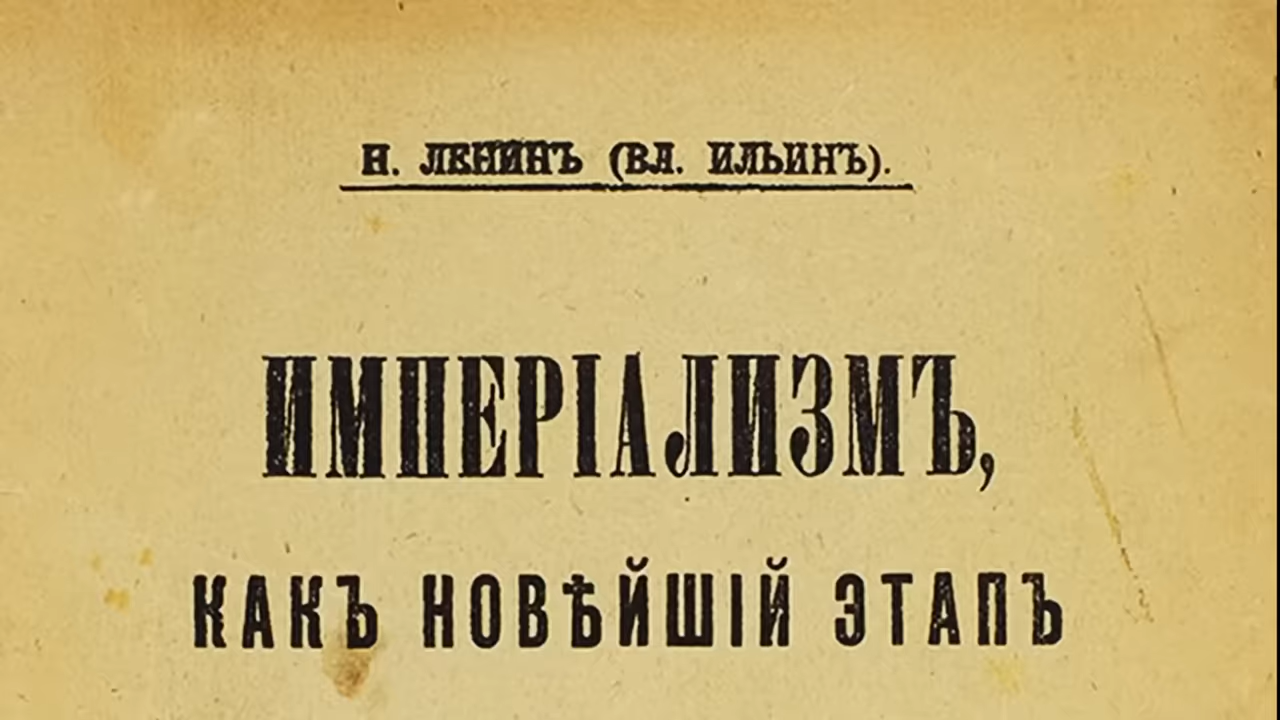 Н. ЛЕНИНЪ (ВЛ. ИЛЬИНЪ).
ИМПЕРІАЛИЗМЪ,
КАКЪ НОВѢЙШІЙ ЭТАПЪ